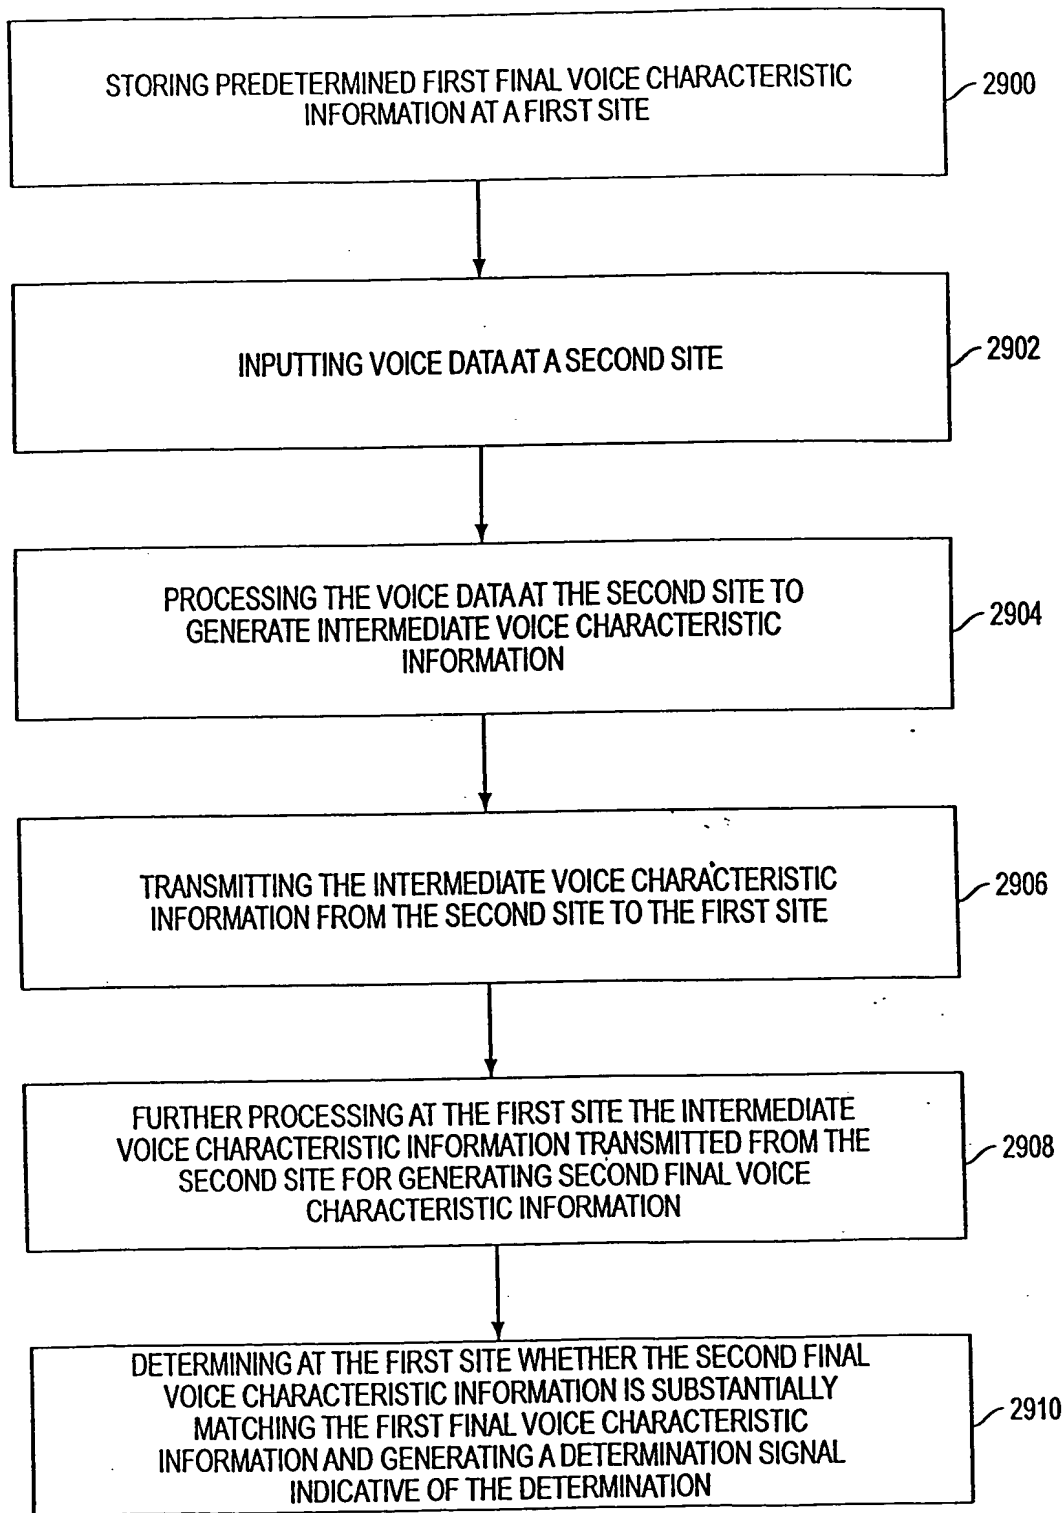 STORING PREDETERMINED FIRST FINAL VOICE CHARACTERISTIC
INFORMATION AT A FIRST SITE
2900
INPUTTING VOICE DATA AT A SECOND SITE
2902
PROCESSING THE VOICE DATA AT THE SECOND SITE TO
GENERATE INTERMEDIATE VOICE CHARACTERISTIC
INFORMATION
2904
TRANSMITTING THE INTERMEDIATE VOICE CHARACTERISTIC
INFORMATION FROM THE SECOND SITE TO THE FIRST SITE
2906
FURTHER PROCESSING AT THE FIRST SITE THE INTERMEDIATE
VOICE CHARACTERISTIC INFORMATION TRANSMITTED FROM THE
SECOND SITE FOR GENERATING SECOND FINAL VOICE
CHARACTERISTIC INFORMATION
2908
DETERMINING AT THE FIRST SITE WHETHER THE SECOND FINAL
VOICE CHARACTERISTIC INFORMATION IS SUBSTANTIALLY
MATCHING THE FIRST FINAL VOICE CHARACTERISTIC
INFORMATION AND GENERATING A DETERMINATION SIGNAL
INDICATIVE OF THE DETERMINATION
2910